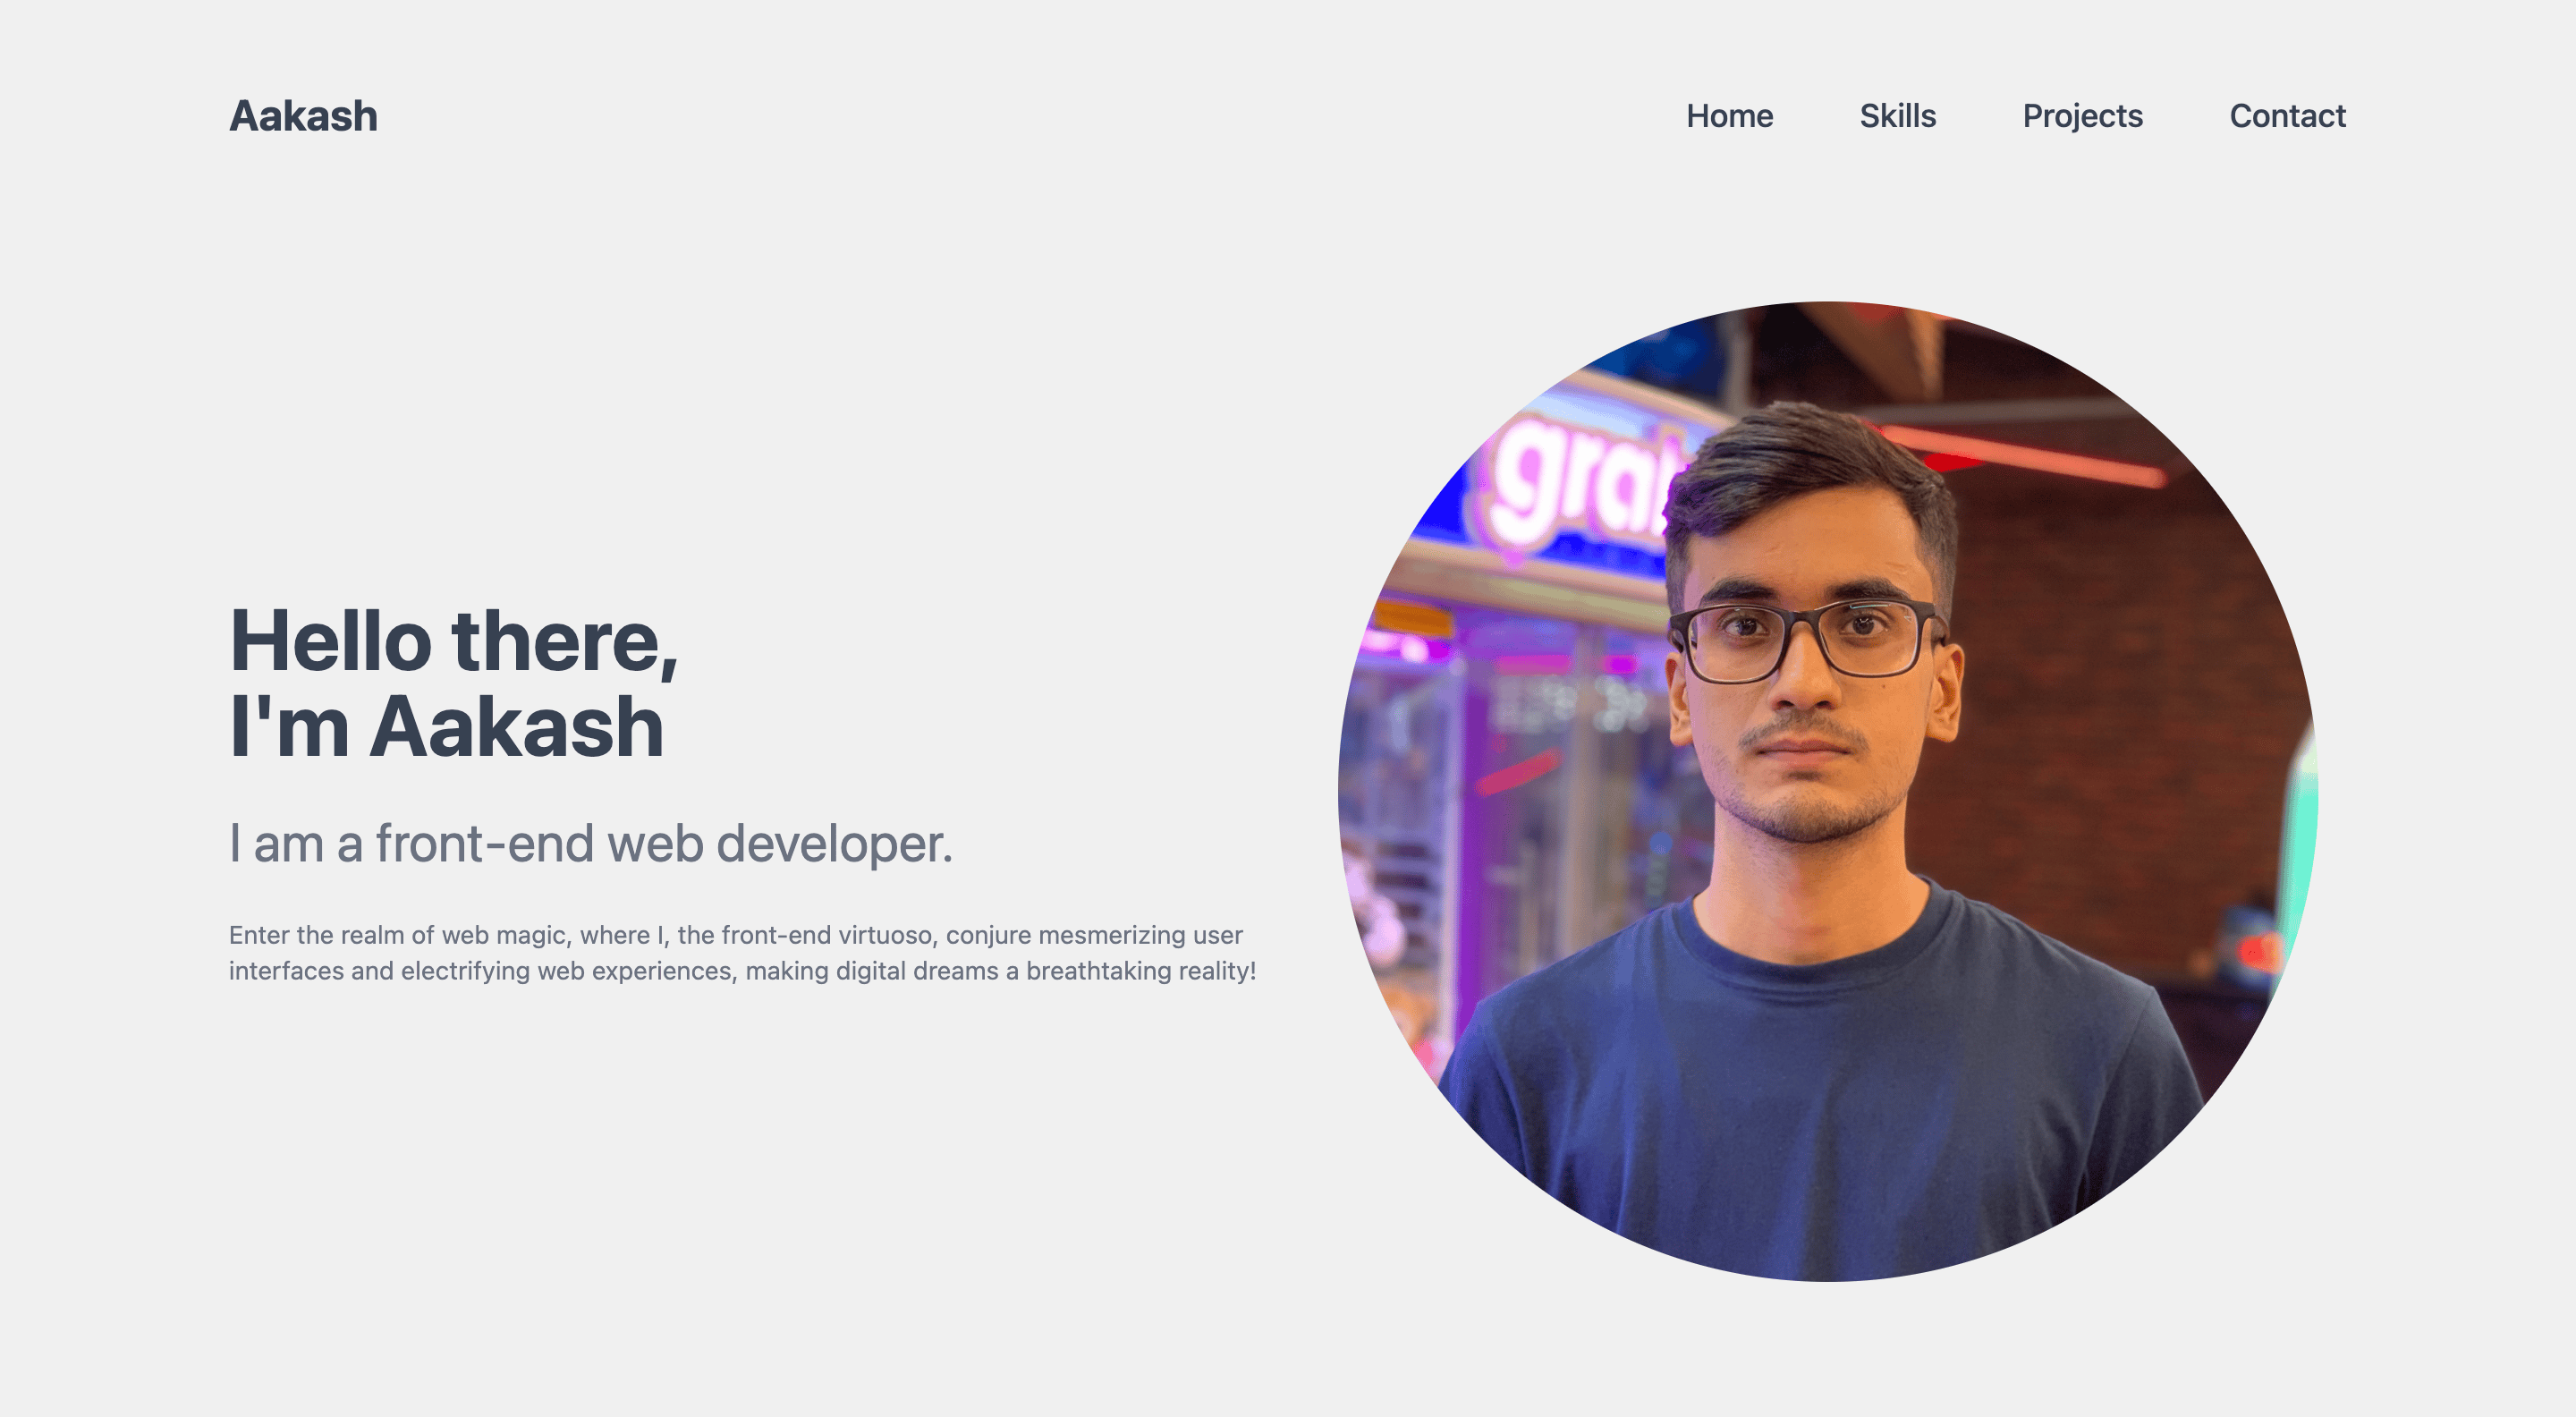 Aakash
Home Skills Projects Contact
grab
Hello there,
I'm Aakash
I am a front-end web developer.
Enter the realm of web magic, where I, the front-end virtuoso, conjure mesmerizing user
interfaces and electrifying web experiences, making digital dreams a breathtaking reality!